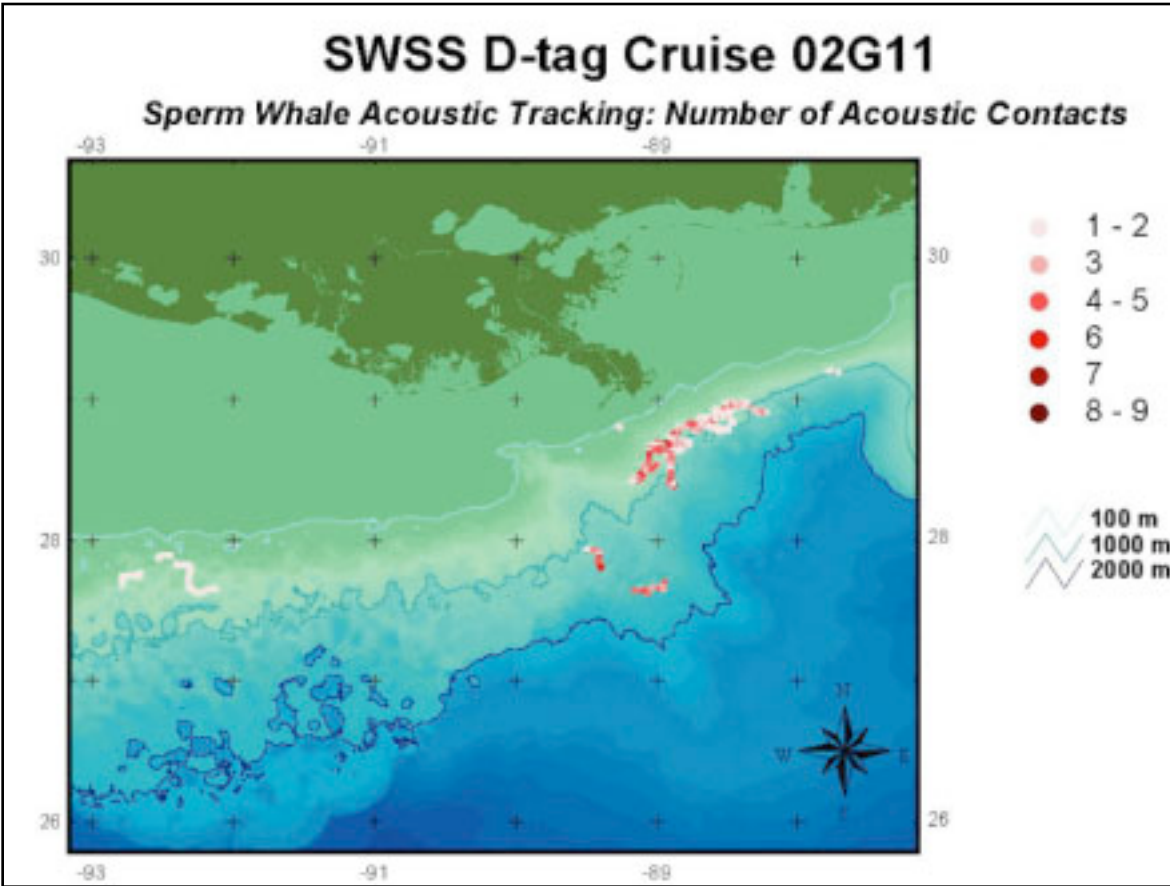 SWSS D-tag Cruise 02G11
Sperm Whale Acoustic Tracking: Number of Acoustic Contacts
-93 -91 -89
30 30
28 28
26 26
-93 -91 -89
1 - 2
3
4 - 5
6
7
8 - 9
100 m
1000 m
2000 m
N
W E